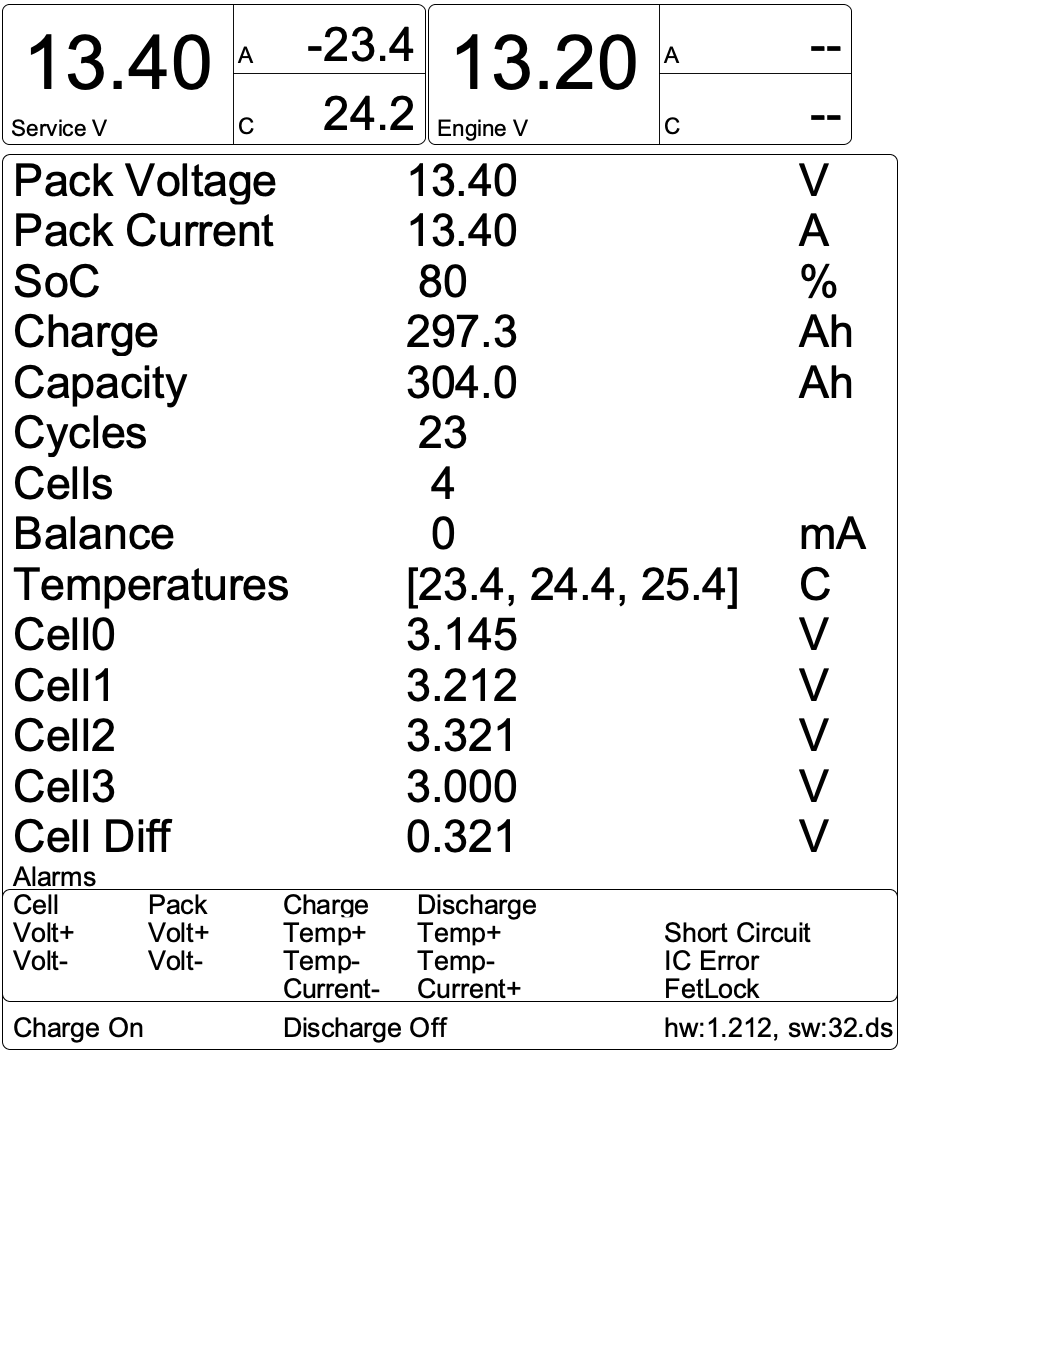 13.40 A -23.4 13.20 A --
Service V C 24.2 Engine V C --
Pack Voltage 13.40 V
Pack Current 13.40 A
SoC 80 %
Charge 297.3 Ah
Capacity 304.0 Ah
Cycles 23
Cells 4
Balance 0 mA
Temperatures [23.4, 24.4, 25.4] C
Cell0 3.145 V
Cell1 3.212 V
Cell2 3.321 V
Cell3 3.000 V
Cell Diff 0.321 V
Alarms
Cell Pack Charge Discharge
Volt+ Volt+ Temp+ Temp+ Short Circuit
Volt- Volt- Temp- Temp- IC Error
Current- Current+ FetLock
Charge On Discharge Off hw:1.212, sw:32.ds